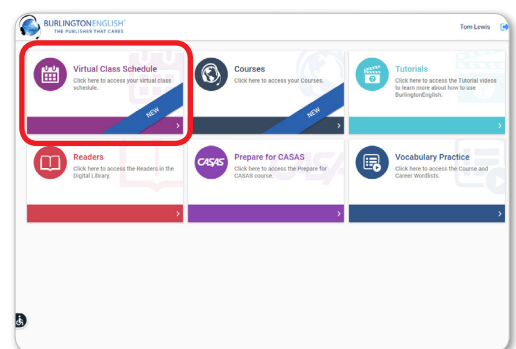 BURLINGTONENGLISH®
THE PUBLISHER THAT CARES
Tom Lewis
Virtual Class Schedule
Click here to access your virtual class
schedule.
NEW
Courses
Click here to access your Courses.
NEW
Tutorials
Click here to access the Tutorial videos
to learn more about how to use
BurlingtonEnglish.
Readers
Click here to access the Readers in the
Digital Library.
CASAS
Prepare for CASAS
Click here to access the Prepare for
CASAS course.
Vocabulary Practice
Click here to access the Course and
Career Wordlists.